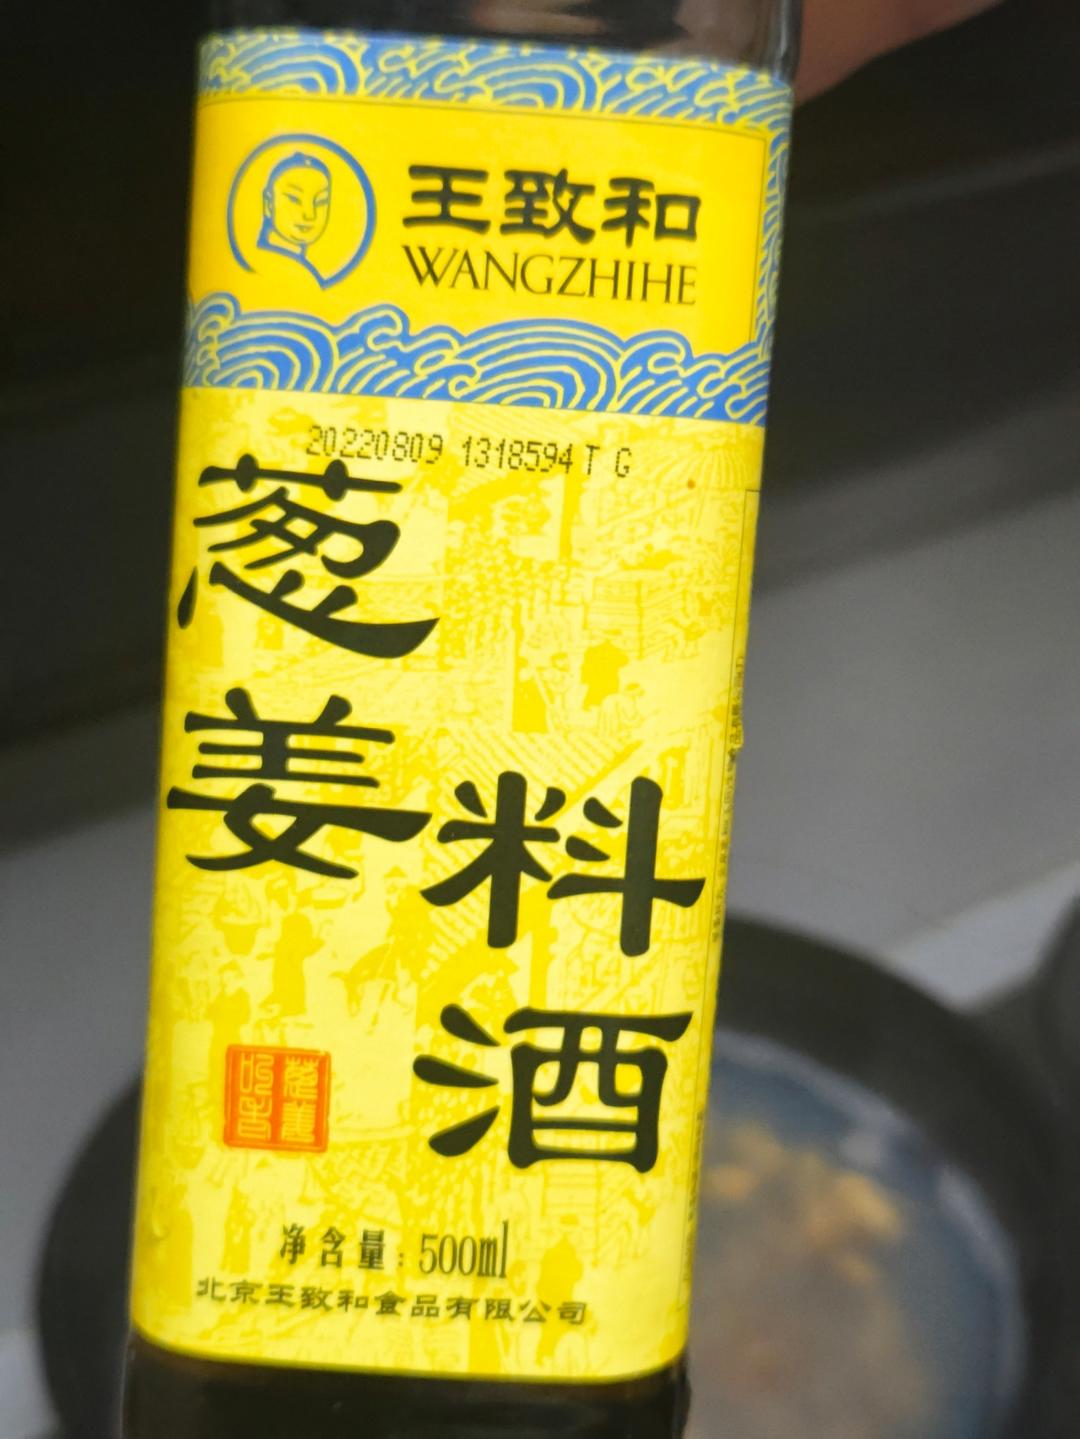 王致和
WANGZHIHE
20220809 1318594 T G
葱姜
料酒
净含量：500ml
北京王致和食品有限公司